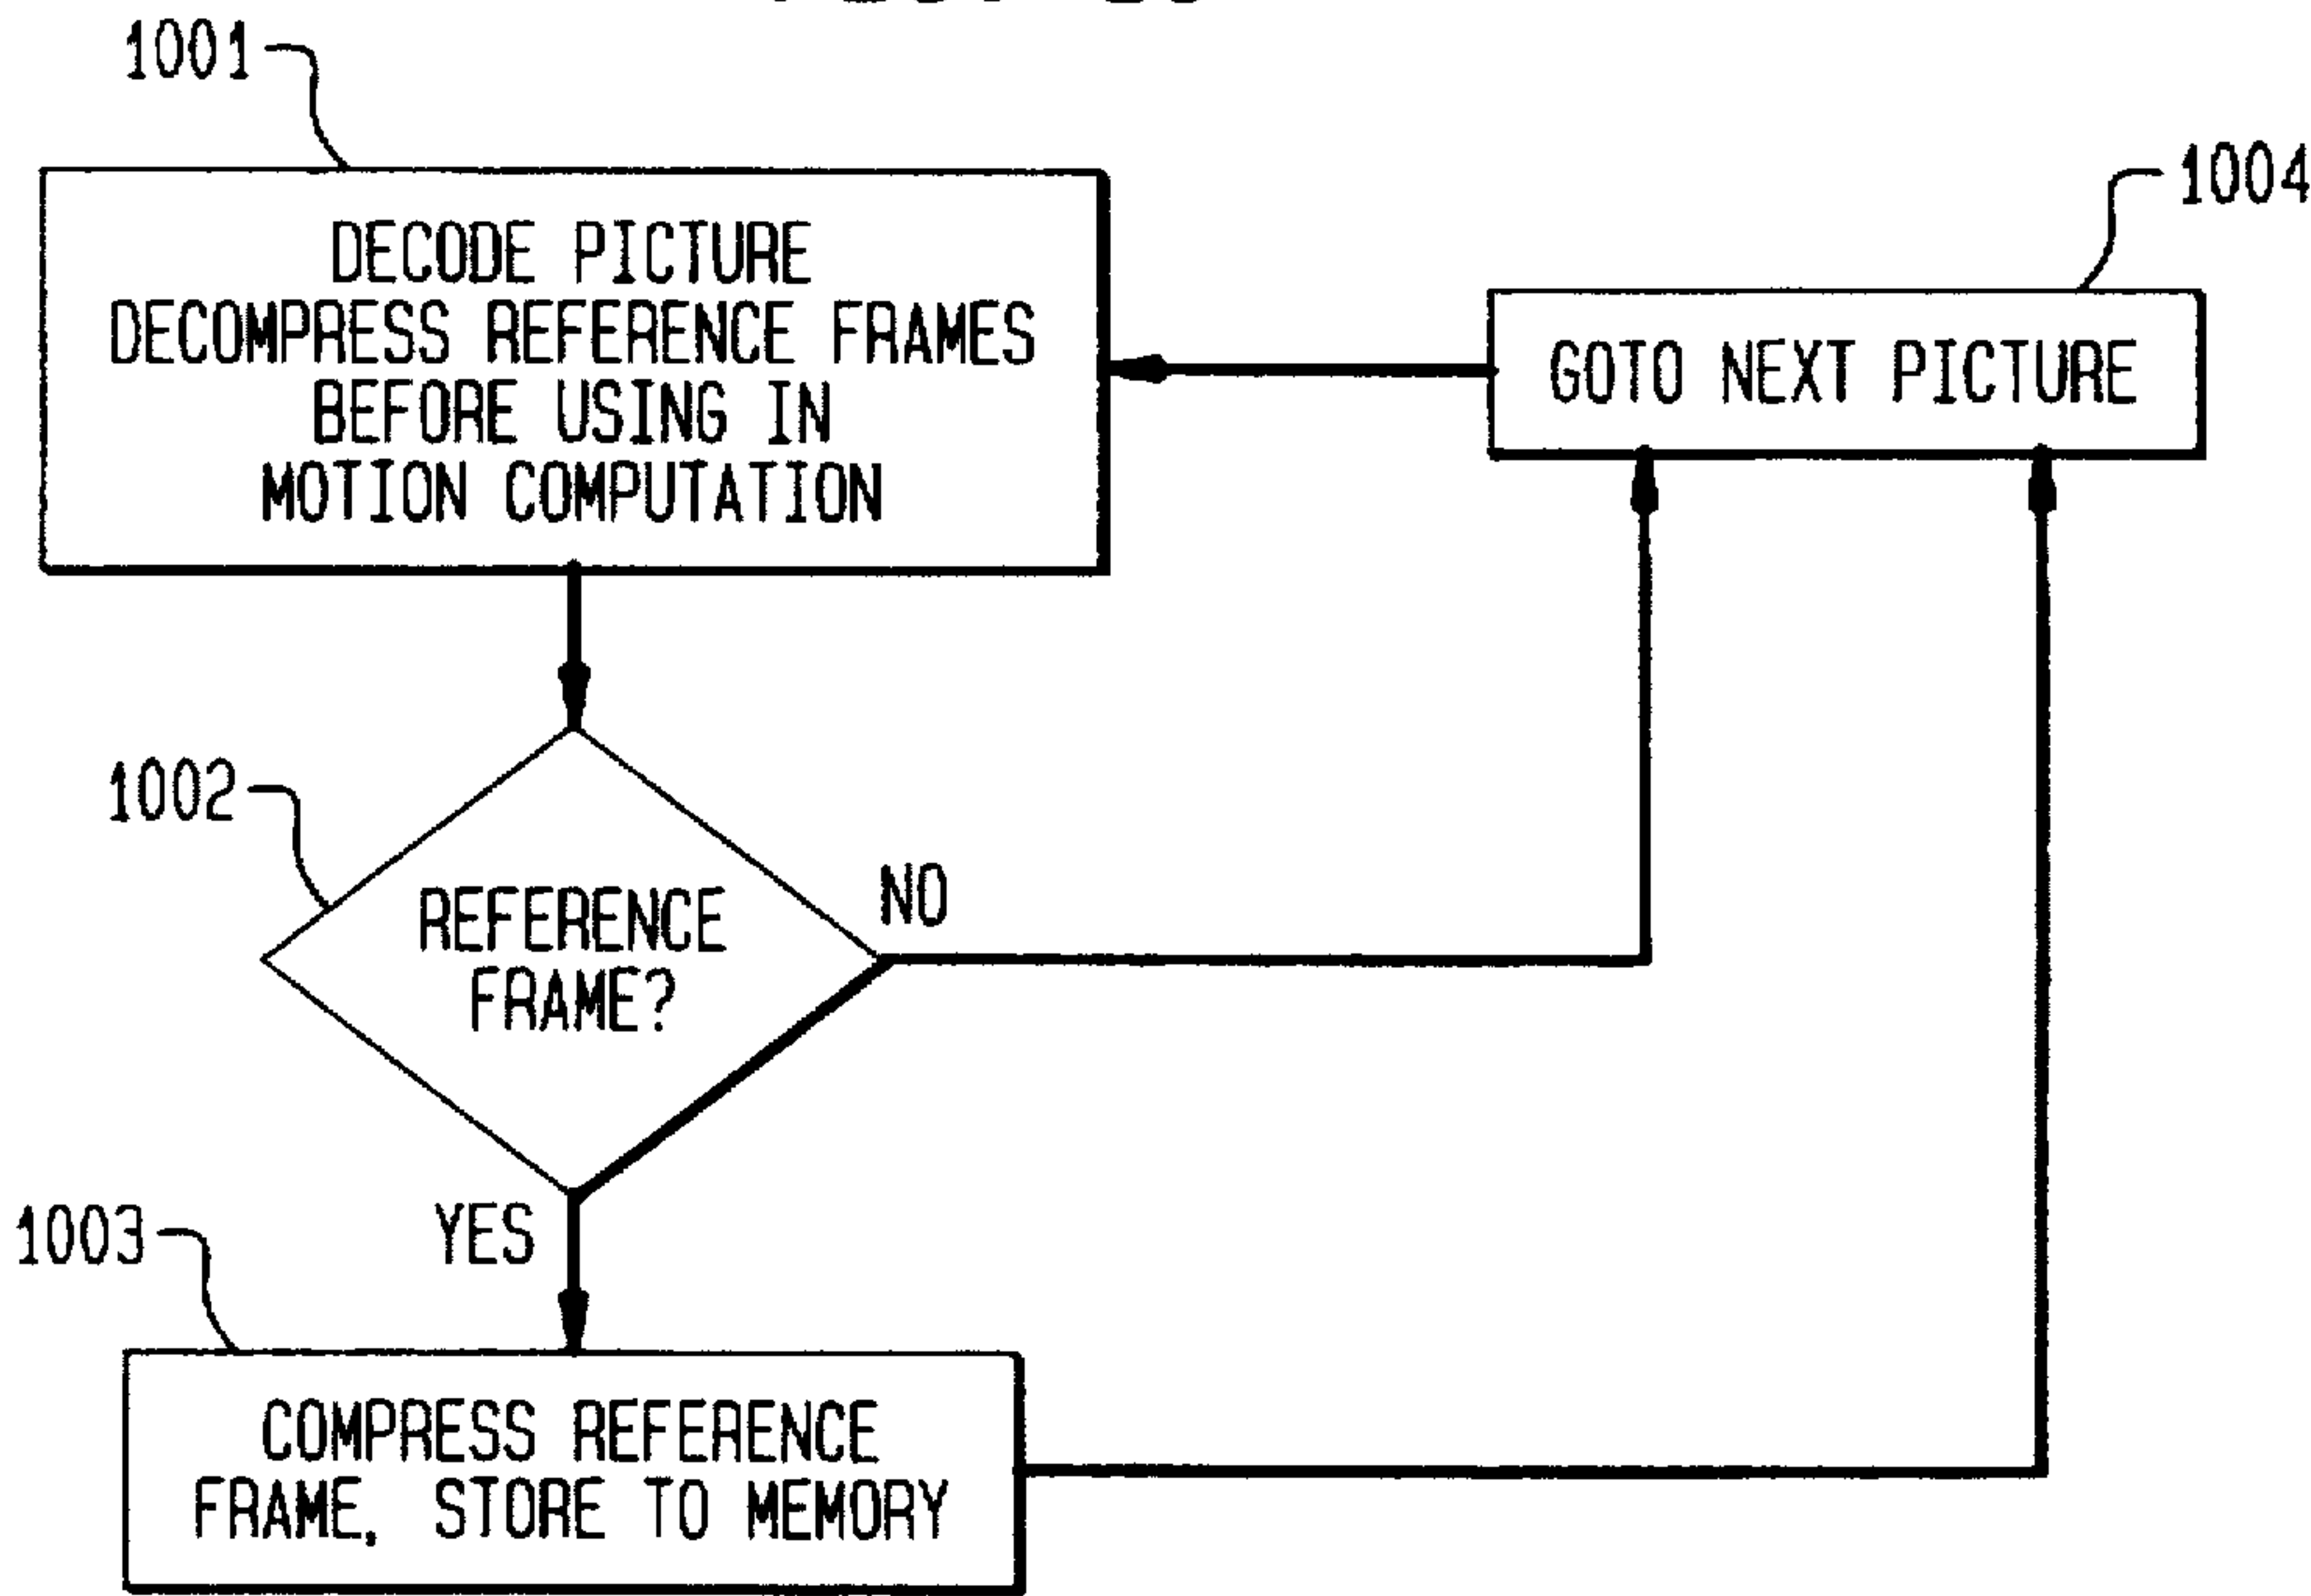 1001
DECODE PICTURE
DECOMPRESS REFERENCE FRAMES
BEFORE USING IN
MOTION COMPUTATION
1004
GOTO NEXT PICTURE
1002
REFERENCE
FRAME?
NO
YES
1003
COMPRESS REFERENCE
FRAME, STORE TO MEMORY